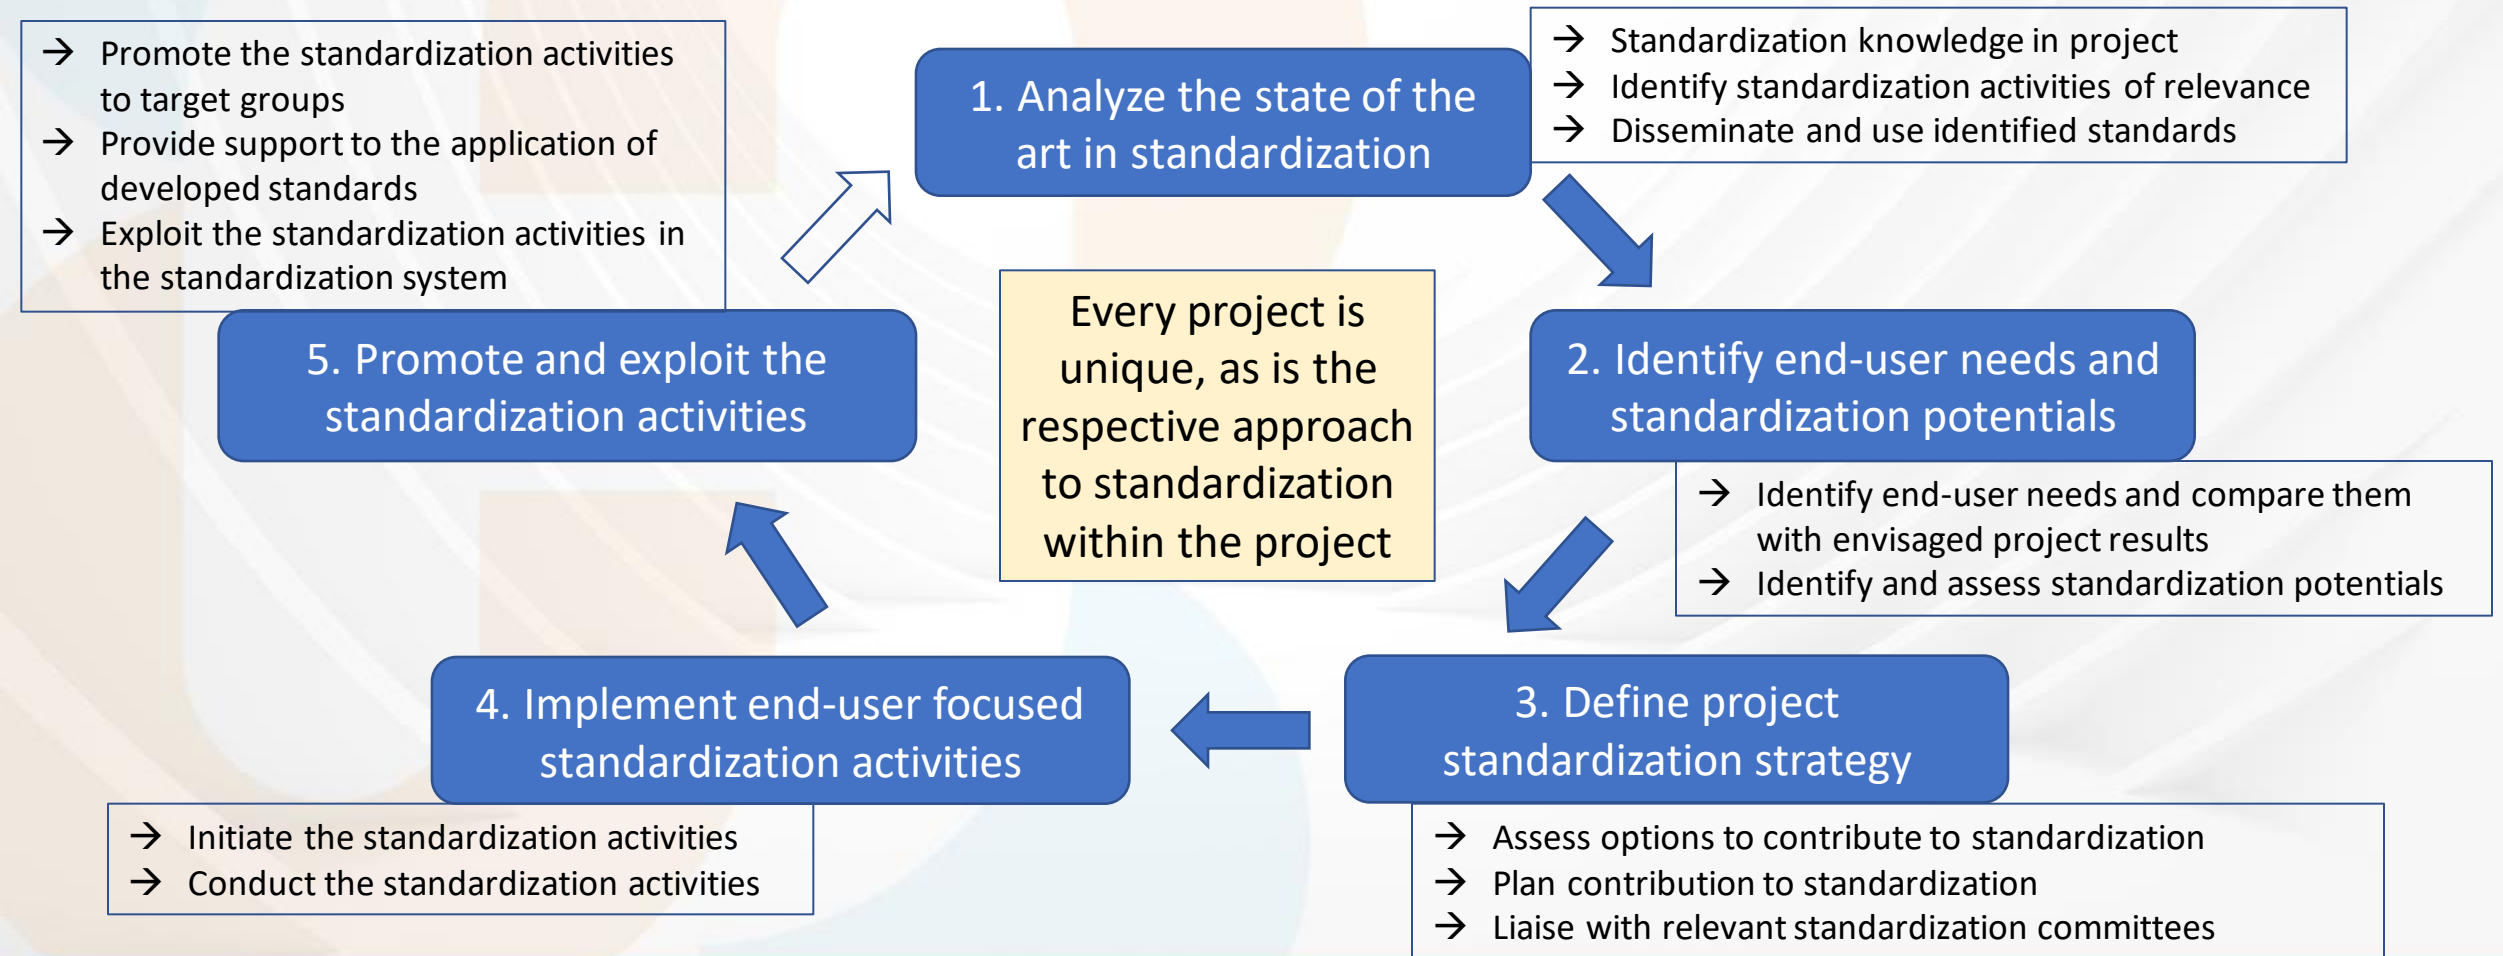 → Promote the standardization activities
to target groups
→ Provide support to the application of
developed standards
→ Exploit the standardization activities in
the standardization system
1. Analyze the state of the
art in standardization
→ Standardization knowledge in project
→ Identify standardization activities of relevance
→ Disseminate and use identified standards
5. Promote and exploit the
standardization activities
Every project is
unique, as is the
respective approach
to standardization
within the project
2. Identify end-user needs and
standardization potentials
→ Identify end-user needs and compare them
with envisaged project results
→ Identify and assess standardization potentials
4. Implement end-user focused
standardization activities
→ Initiate the standardization activities
→ Conduct the standardization activities
3. Define project
standardization strategy
→ Assess options to contribute to standardization
→ Plan contribution to standardization
→ Liaise with relevant standardization committees